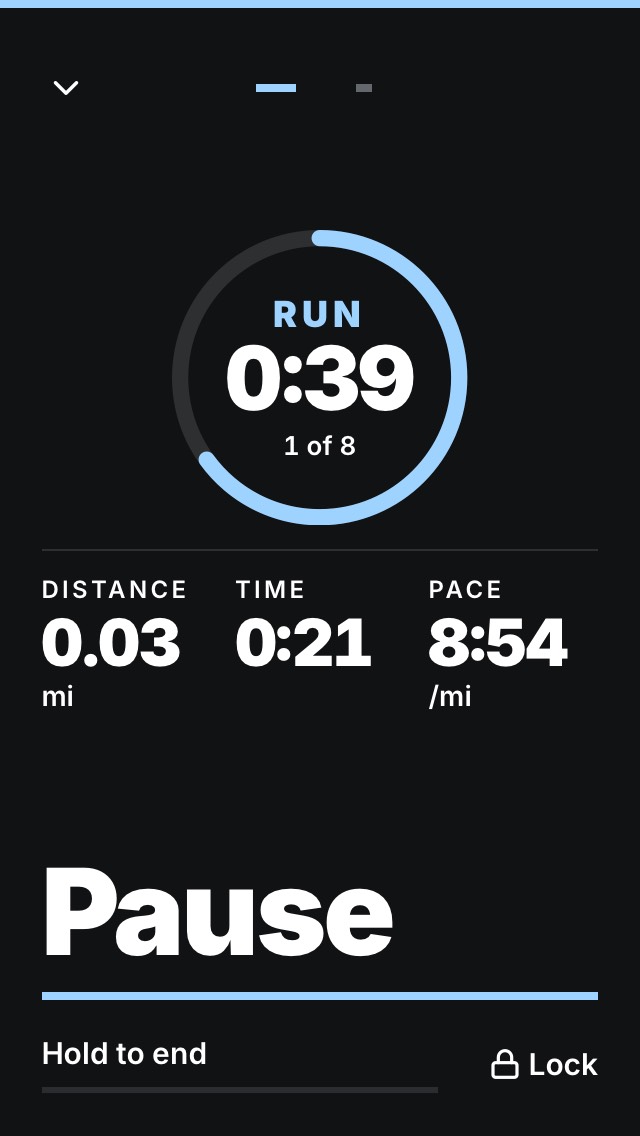 RUN
0:39
1 of 8
DISTANCE TIME PACE
0.03 0:21 8:54
mi /mi
Pause
Hold to end
Lock